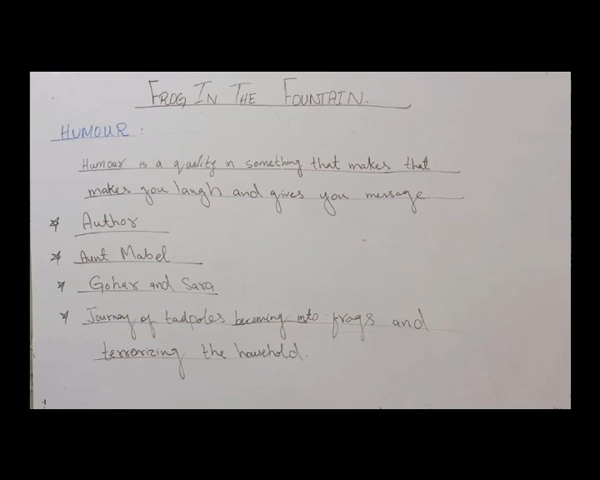 FROG IN THE FOUNTAIN.
HUMOUR :
Humour is a quality in something that makes that
makes you laugh and gives you message
* Author
* Aunt Mabel
* Gohar and Sara
* Journey of tadpoles becoming into frogs and
terrorizing the household.